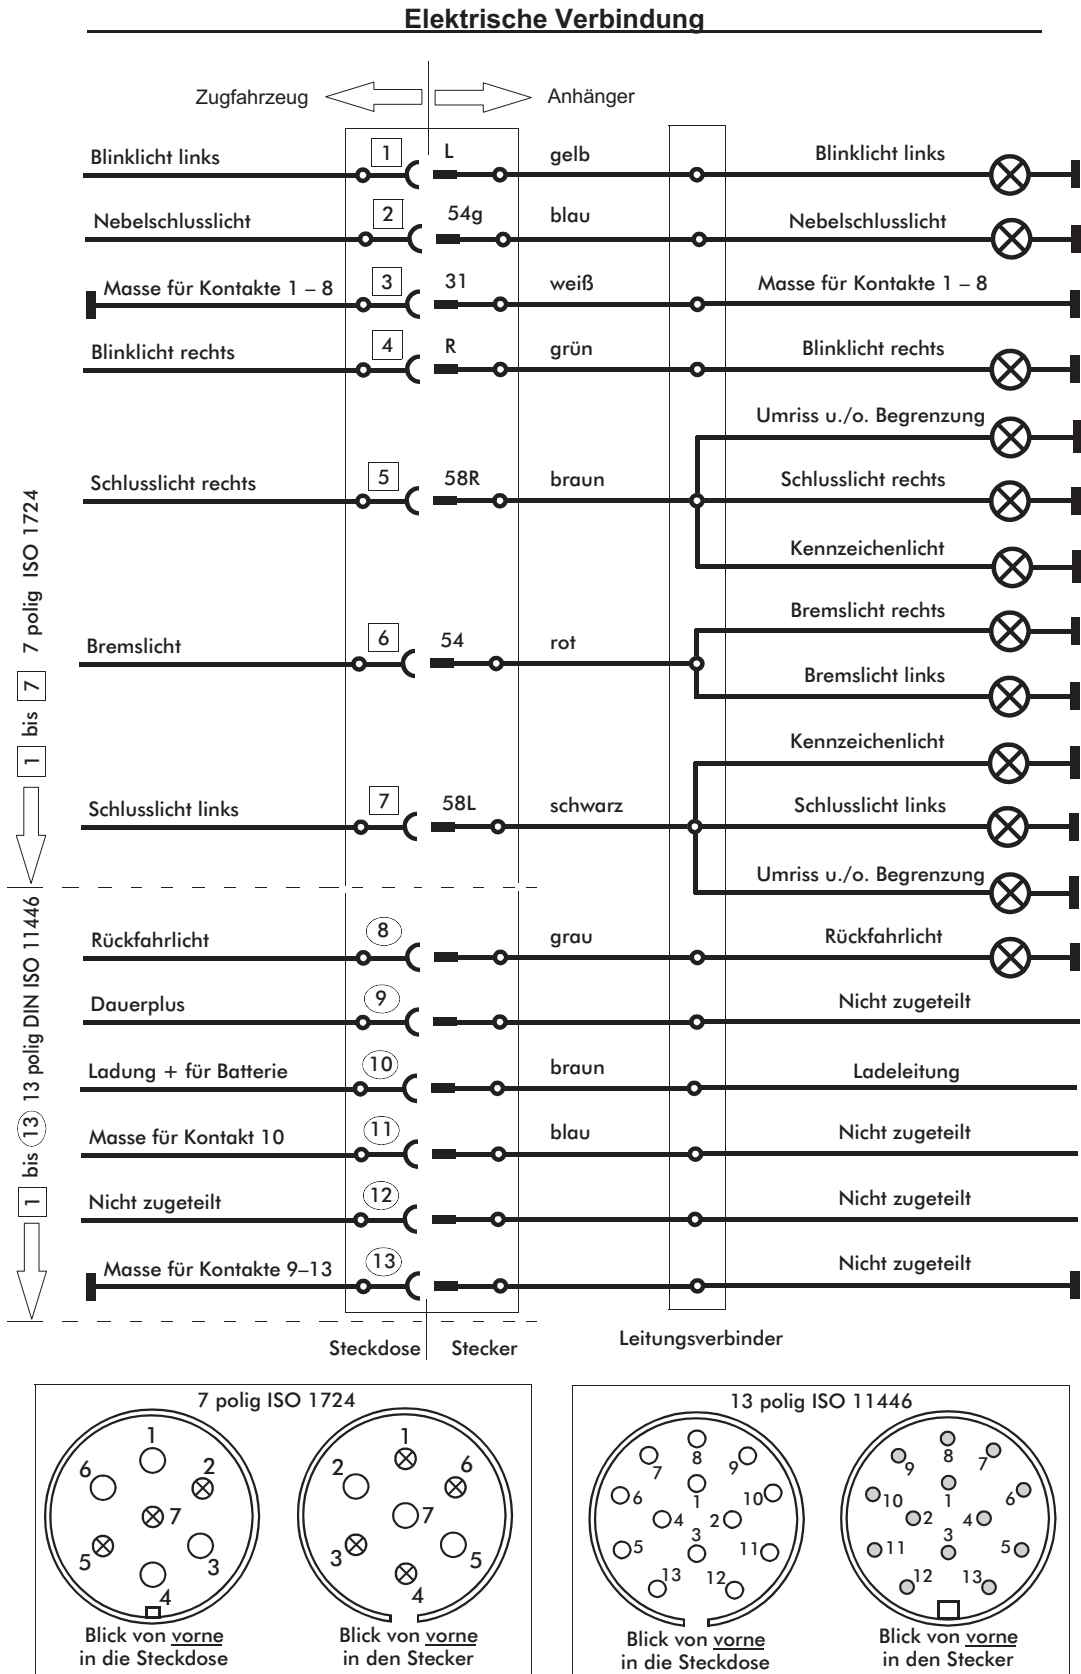 Elektrische Verbindung
Zugfahrzeug
Anhänger
Blinklicht links 1 L gelb Blinklicht links
Nebelschlusslicht 2 54g blau Nebelschlusslicht
Masse für Kontakte 1 – 8 3 31 weiß Masse für Kontakte 1 – 8
Blinklicht rechts 4 R grün Blinklicht rechts
Umriss u./o. Begrenzung
Schlusslicht rechts 5 58R braun Schlusslicht rechts
Kennzeichenlicht
Bremslicht rechts
Bremslicht 6 54 rot
Bremslicht links
Kennzeichenlicht
Schlusslicht links 7 58L schwarz Schlusslicht links
Umriss u./o. Begrenzung
1 bis 7 7 polig ISO 1724
Rückfahrlicht 8 grau Rückfahrlicht
Dauerplus 9 Nicht zugeteilt
Ladung + für Batterie 10 braun Ladeleitung
Masse für Kontakt 10 11 blau Nicht zugeteilt
Nicht zugeteilt 12 Nicht zugeteilt
Masse für Kontakte 9–13 13 Nicht zugeteilt
1 bis 13 13 polig DIN ISO 11446
Steckdose Stecker
Leitungsverbinder
7 polig ISO 1724
1
6 2
7
5 3
4
Blick von vorne
in die Steckdose
1
2 6
7
3 5
4
Blick von vorne
in den Stecker
13 polig ISO 11446
7 8 9
6 1 10
4 2
5 3 11
13 12
Blick von vorne
in die Steckdose
9 8 7
10 1 6
2 4
11 3 5
12 13
Blick von vorne
in den Stecker